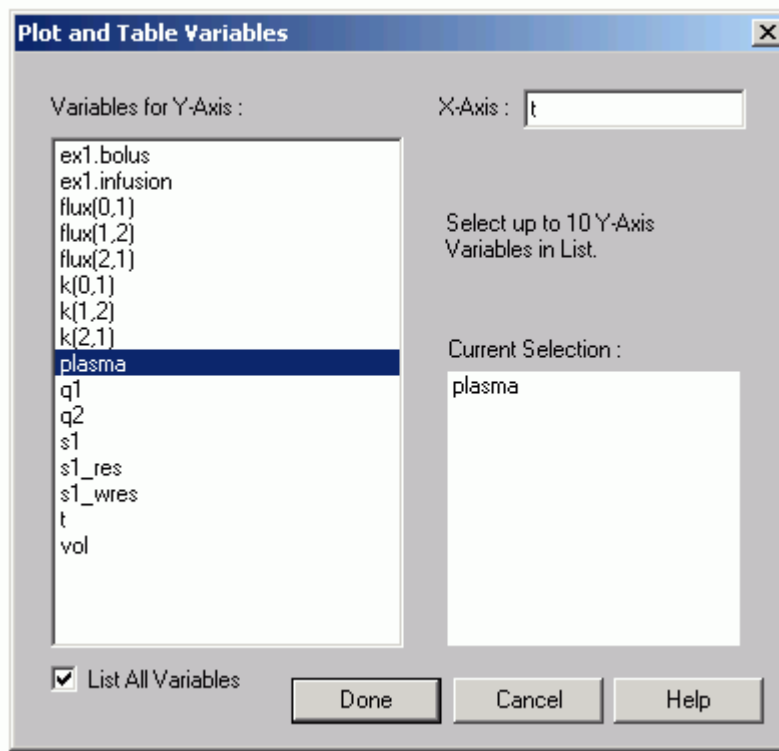 Plot and Table Variables
Variables for Y-Axis :
X-Axis : t
ex1.bolus
ex1.infusion
flux(0,1)
flux(1,2)
flux(2,1)
k(0,1)
k(1,2)
k(2,1)
plasma
q1
q2
s1
s1_res
s1_wres
t
vol
Select up to 10 Y-Axis
Variables in List.
Current Selection :
plasma
List All Variables
Done
Cancel
Help